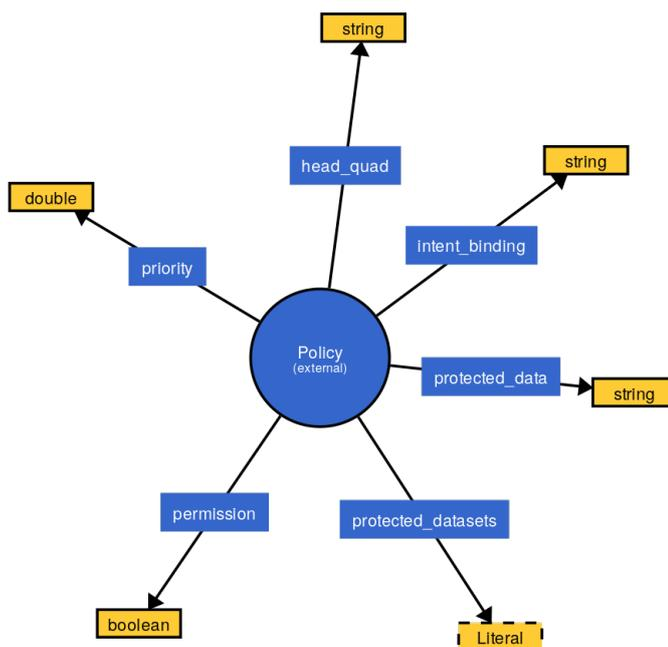 string
head_quad
string
double
intent_binding
priority
Policy
(external)
protected_data
string
permission
protected_datasets
boolean
Literal